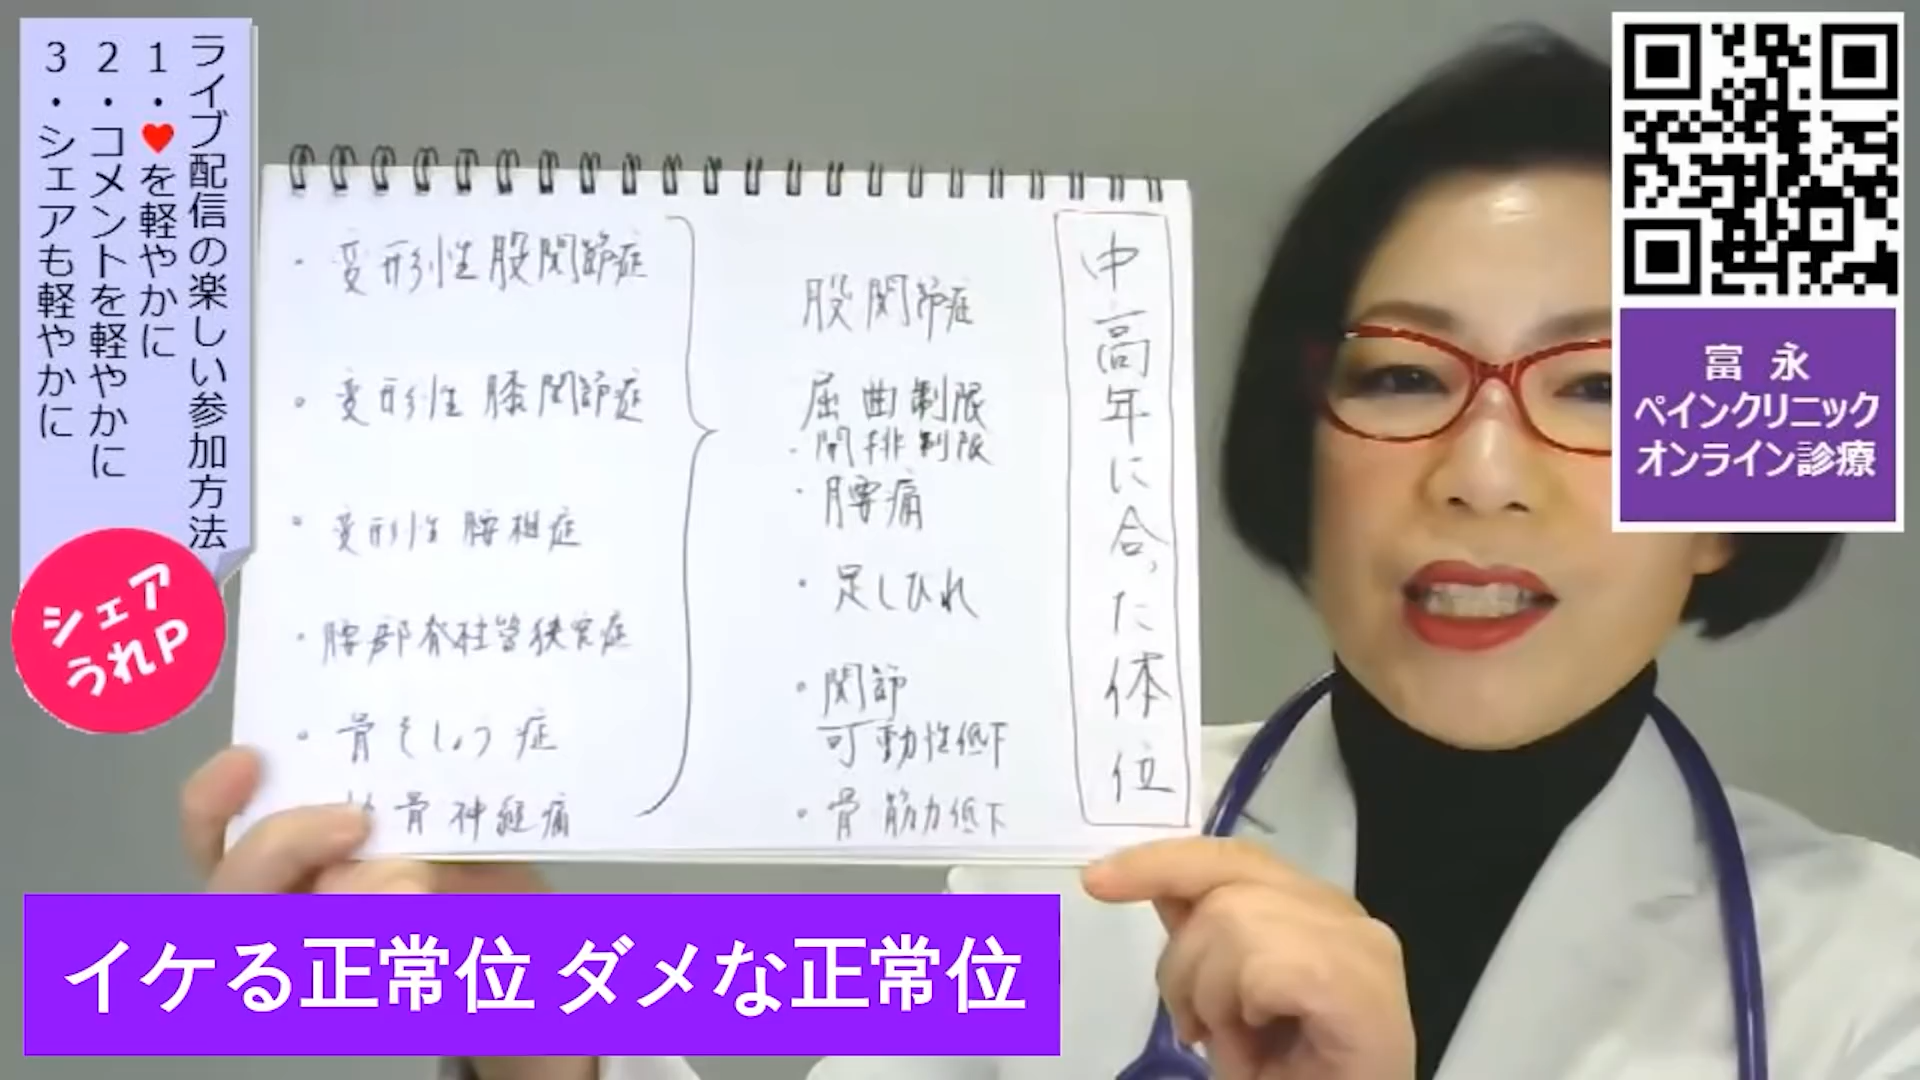 ライブ配信の楽しい参加方法
1・♥を軽やかに
2・コメントを軽やかに
3・シェアも軽やかに
シェア
うれP
中高年に合った体位
股関節症
屈曲制限
・開排制限
・腰痛
・足しびれ
・関節
可動性低下
・骨筋力低下
・変形性股関節症
・変形性膝関節症
・変形性腰椎症
・腰部脊柱管狭窄症
・骨そしょう症
骨神経痛
富永
ペインクリニック
オンライン診療
イケる正常位 ダメな正常位